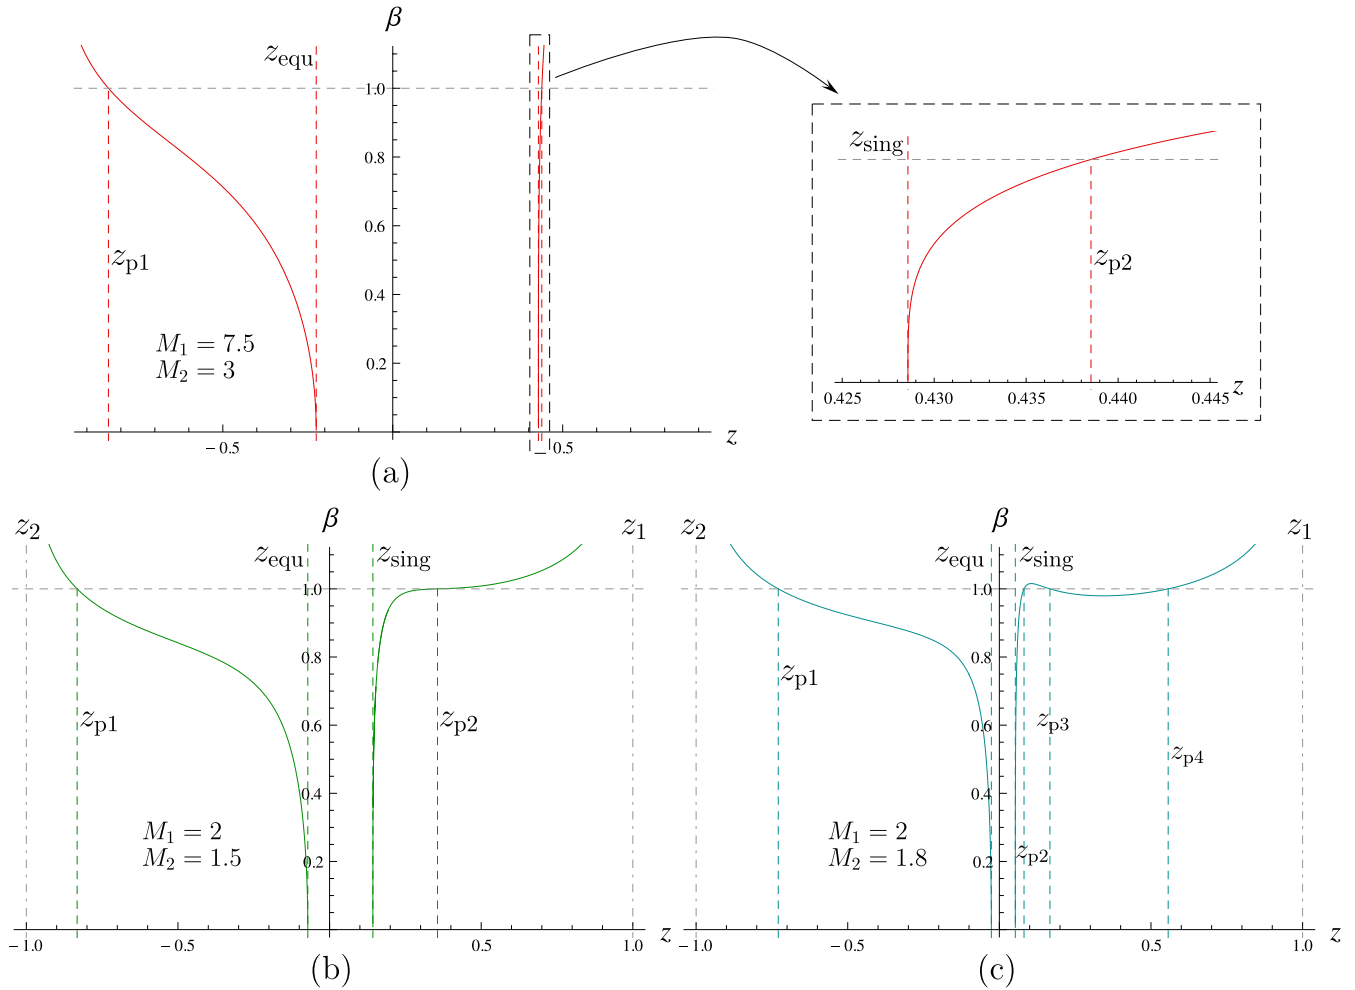 β
z_equ
1.0
0.8
0.6
0.4
0.2
z_p1
M_1 = 7.5
M_2 = 3
−0.5
0.5
z
(a)
z_sing
z_p2
0.425 0.430 0.435 0.440 0.445
z
z_2
β
z_1
z_equ
z_sing
1.0
0.8
0.6
0.4
0.2
z_p1
z_p2
M_1 = 2
M_2 = 1.5
−1.0 −0.5 0.5 1.0
z
(b)
z_2
β
z_1
z_equ
z_sing
1.0
0.8
0.6
0.4
0.2
z_p1
z_p3
z_p4
z_p2
M_1 = 2
M_2 = 1.8
−1.0 −0.5 0.5 1.0
z
(c)